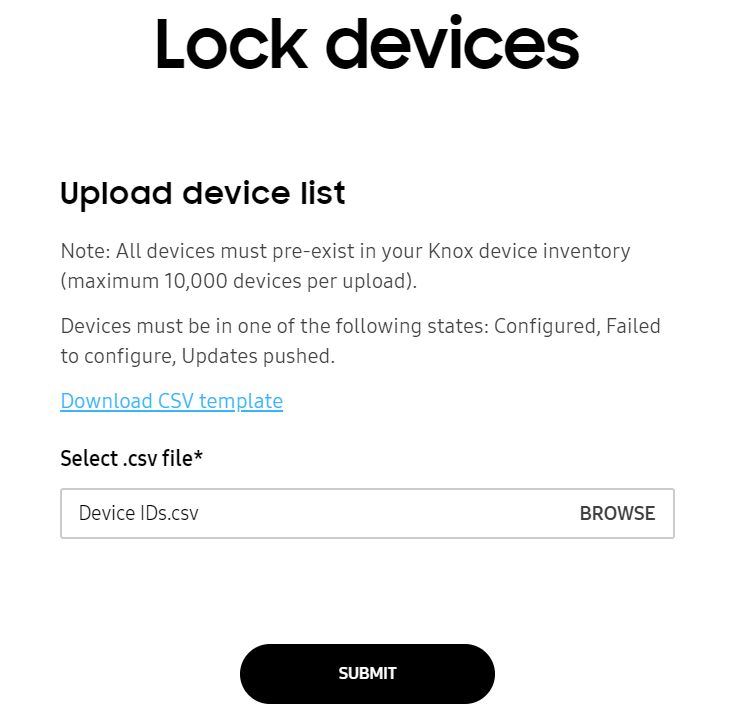 Lock devices
Upload device list
Note: All devices must pre-exist in your Knox device inventory
(maximum 10,000 devices per upload).
Devices must be in one of the following states: Configured, Failed
to configure, Updates pushed.
Download CSV template
Select .csv file*
Device IDs.csv BROWSE
SUBMIT